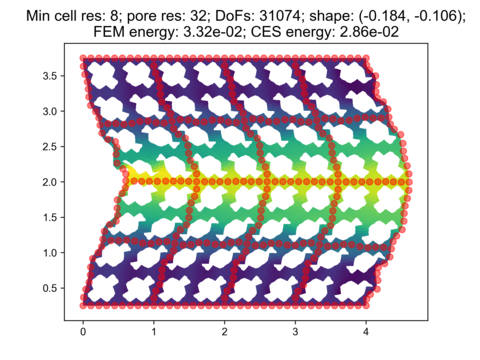 Min cell res: 8; pore res: 32; DoFs: 31074; shape: (-0.184, -0.106);
FEM energy: 3.32e-02; CES energy: 2.86e-02
3.5
3.0
2.5
2.0
1.5
1.0
0.5
0 1 2 3 4